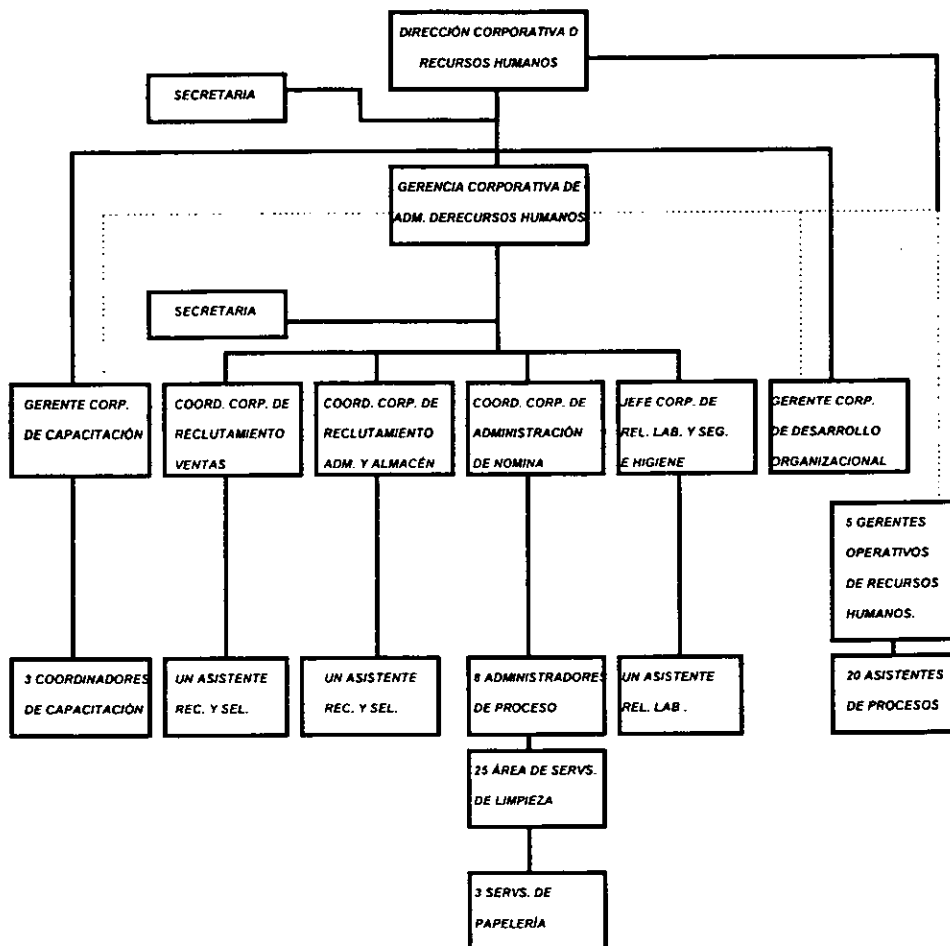 DIRECCIÓN CORPORATIVA D
RECURSOS HUMANOS
SECRETARIA
GERENCIA CORPORATIVA DE
ADM. DERECURSOS HUMANOS
SECRETARIA
GERENTE CORP.
DE CAPACITACIÓN
COORD. CORP. DE
RECLUTAMIENTO
VENTAS
COORD. CORP. DE
RECLUTAMIENTO
ADM. Y ALMACÉN
COORD. CORP. DE
ADMINISTRACIÓN
DE NOMINA
JEFE CORP. DE
REL. LAB. Y SEG.
E HIGIENE
GERENTE CORP.
DE DESARROLLO
ORGANIZACIONAL
5 GERENTES
OPERATIVOS
DE RECURSOS
HUMANOS.
3 COORDINADORES
DE CAPACITACIÓN
UN ASISTENTE
REC. Y SEL.
UN ASISTENTE
REC. Y SEL.
8 ADMINISTRADORES
DE PROCESO
UN ASISTENTE
REL. LAB .
20 ASISTENTES
DE PROCESOS
25 ÁREA DE SERVS.
DE LIMPIEZA
3 SERVS. DE
PAPELERÍA